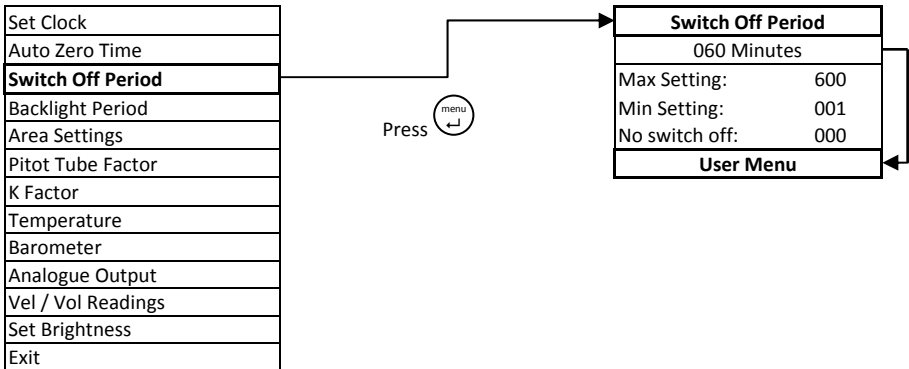 Set Clock
Auto Zero Time
Switch Off Period
Backlight Period
Area Settings
Pitot Tube Factor
K Factor
Temperature
Barometer
Analogue Output
Vel / Vol Readings
Set Brightness
Exit
Press menu ↵
Switch Off Period
060 Minutes
Max Setting: 600
Min Setting: 001
No switch off: 000
User Menu